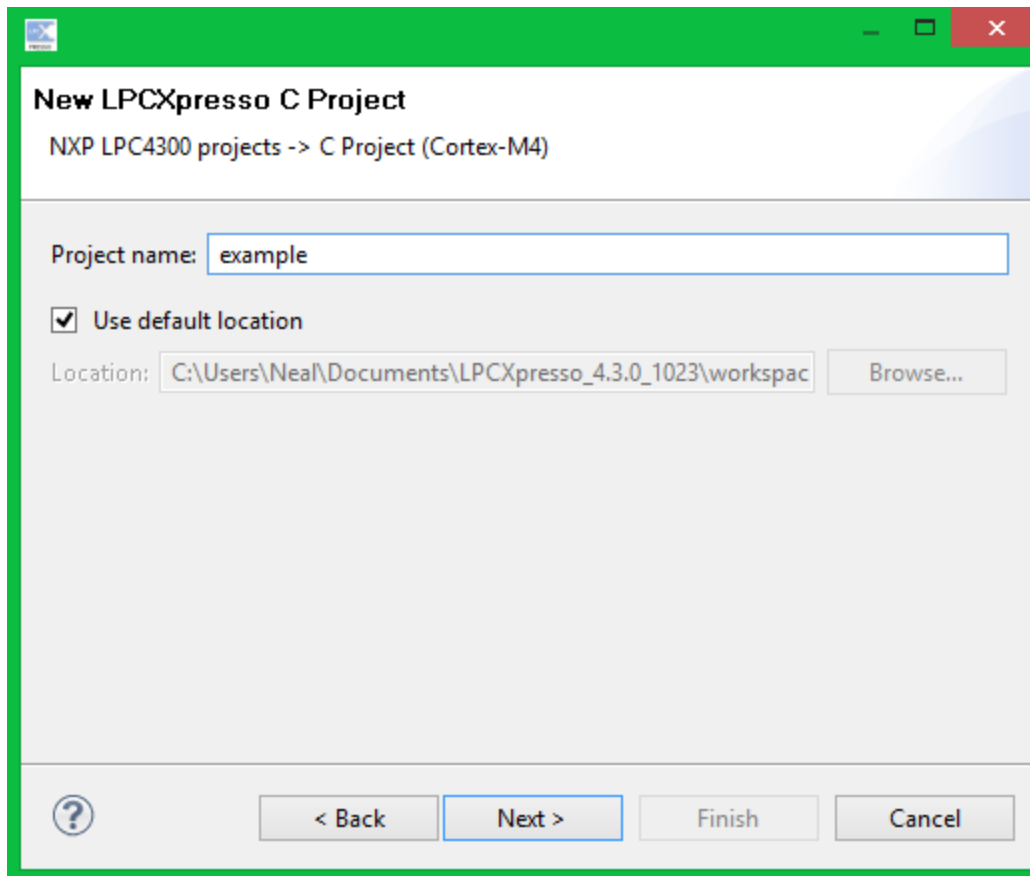 New LPCXpresso C Project
NXP LPC4300 projects -> C Project (Cortex-M4)
Project name: example
Use default location
Location: C:\Users\Neal\Documents\LPCXpresso_4.3.0_1023\workspac Browse...
? < Back Next > Finish Cancel